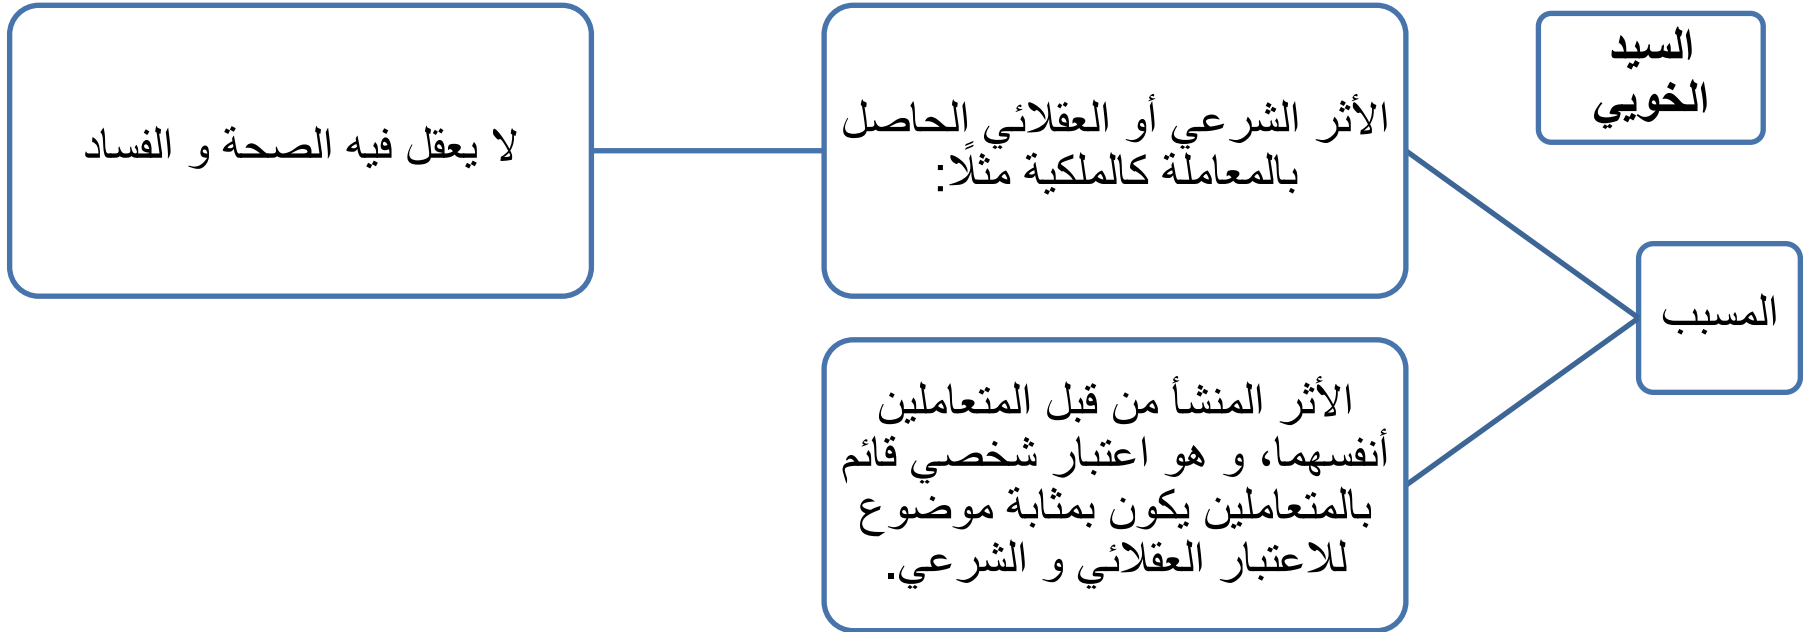 السيد
الخويي
المسبب
الأثر الشرعي أو العقلائي الحاصل
بالمعاملة كالملكية مثلًا:
لا يعقل فيه الصحة و الفساد
الأثر المنشأ من قبل المتعاملين
أنفسهما، و هو اعتبار شخصي قائم
بالمتعاملين يكون بمثابة موضوع
للاعتبار العقلائي و الشرعي.